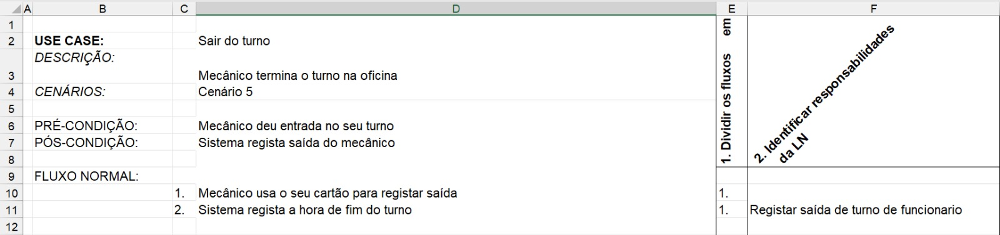 A B C D E F
1
2 USE CASE: Sair do turno
DESCRIÇÃO:
3 Mecânico termina o turno na oficina
4 CENÁRIOS: Cenário 5
5
6 PRÉ-CONDIÇÃO: Mecânico deu entrada no seu turno
7 PÓS-CONDIÇÃO: Sistema regista saída do mecânico
8
1. Dividir os fluxos em
2. Identificar responsabilidades
da LN
9 FLUXO NORMAL:
10 1. Mecânico usa o seu cartão para registar saída 1.
11 2. Sistema regista a hora de fim do turno 1. Registar saída de turno de funcionario
12